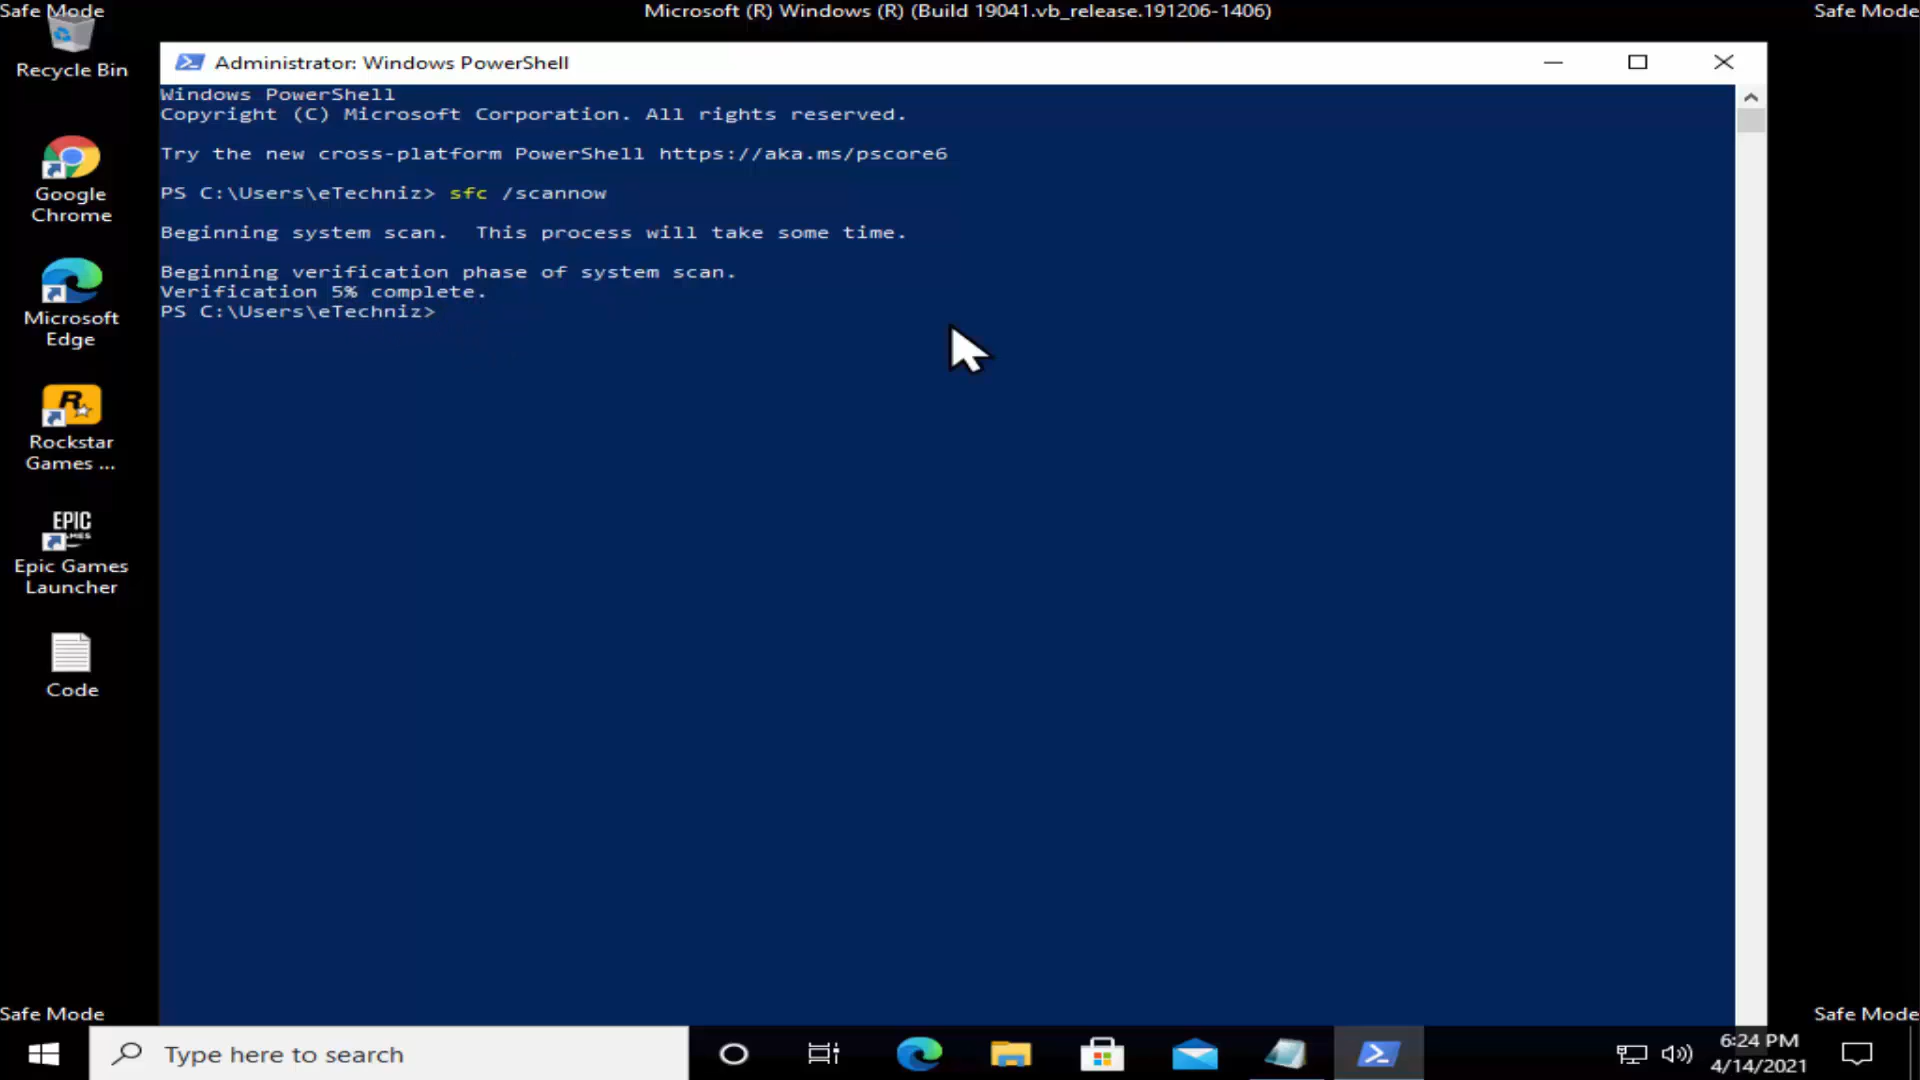 Safe Mode
Microsoft (R) Windows (R) (Build 19041.vb_release.191206-1406)
Safe Mode
Recycle Bin
Google
Chrome
Microsoft
Edge
R
Rockstar
Games ...
EPIC
Epic Games
Launcher
Code
Administrator: Windows PowerShell
Windows PowerShell
Copyright (C) Microsoft Corporation. All rights reserved.
Try the new cross-platform PowerShell https://aka.ms/pscore6
PS C:\Users\eTechniz> sfc /scannow
Beginning system scan.  This process will take some time.
Beginning verification phase of system scan.
Verification 5% complete.
PS C:\Users\eTechniz>
Safe Mode
Safe Mode
Type here to search
6:24 PM
4/14/2021